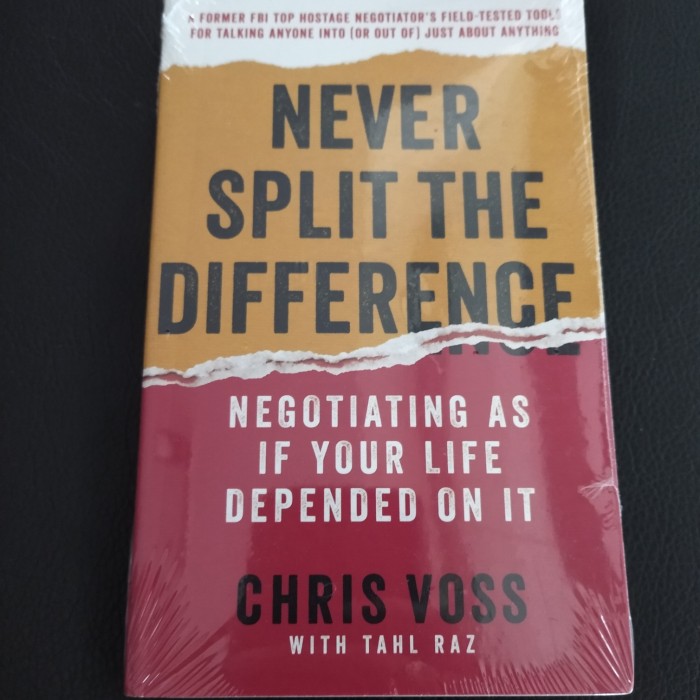 A FORMER FBI TOP HOSTAGE NEGOTIATOR'S FIELD-TESTED TOOLS
FOR TALKING ANYONE INTO (OR OUT OF) JUST ABOUT ANYTHING
NEVER
SPLIT THE
DIFFERENCE
NEGOTIATING AS
IF YOUR LIFE
DEPENDED ON IT
CHRIS VOSS
WITH TAHL RAZ